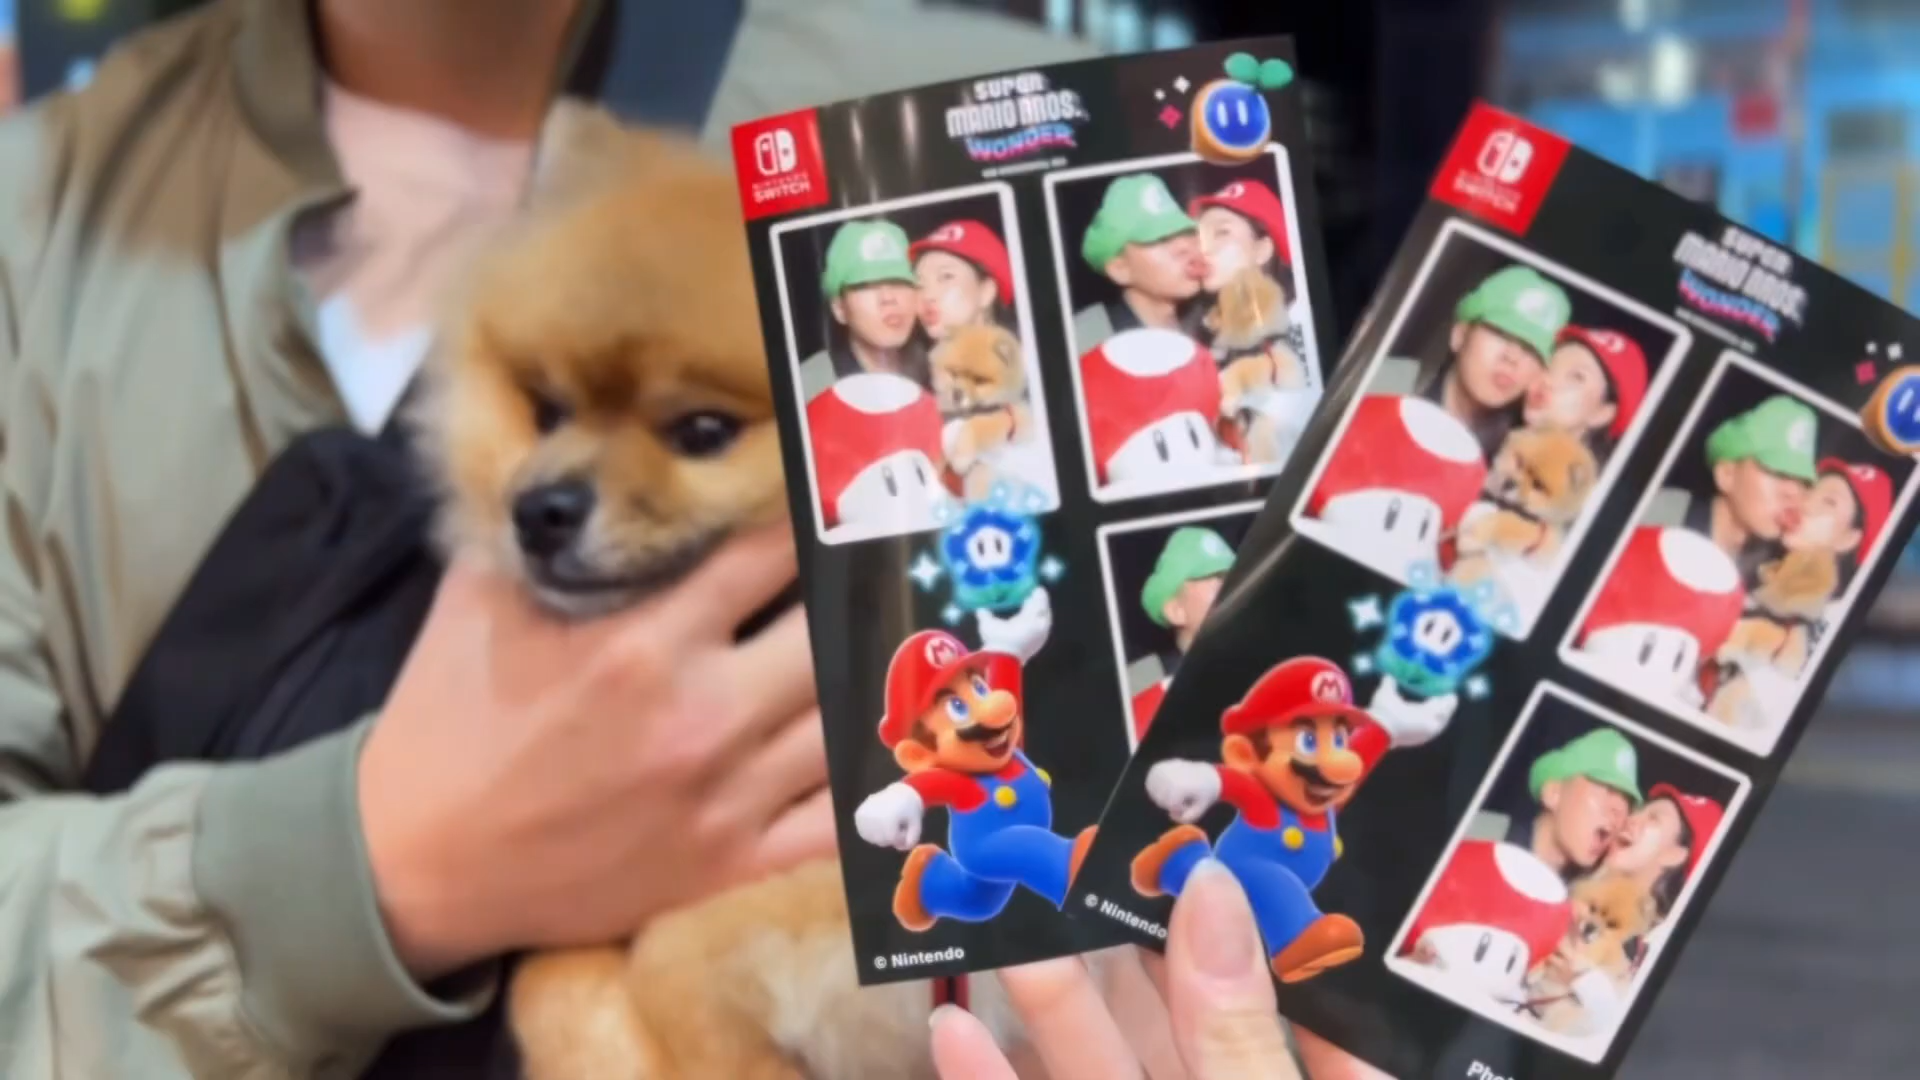 NINTENDO
SWITCH
SUPER
MARIO BROS.
WONDER
© Nintendo
NINTENDO
SWITCH
SUPER
MARIO BROS.
WONDER
© Nintendo